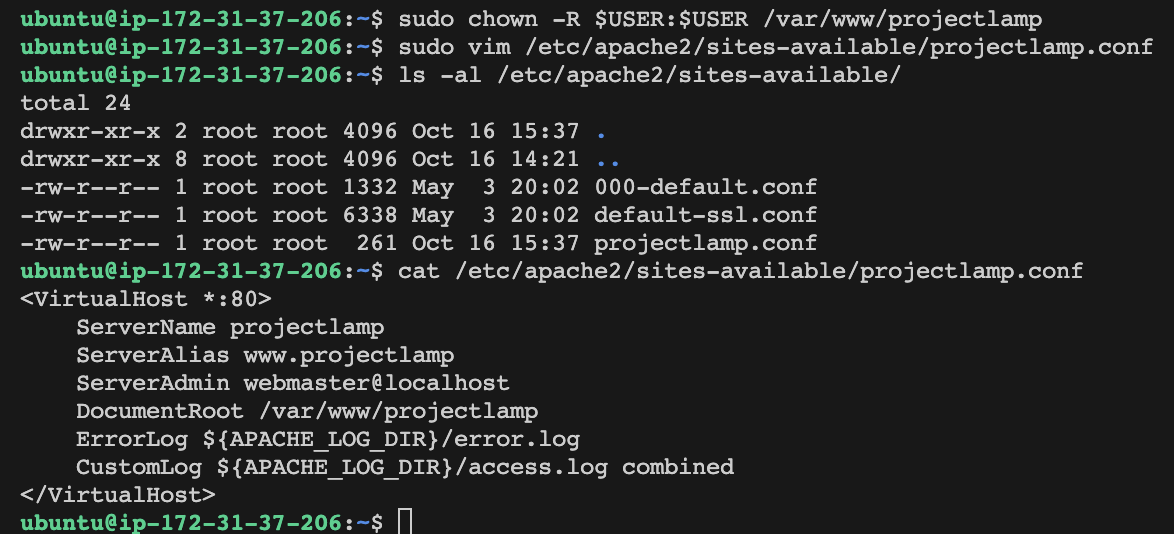 ubuntu@ip-172-31-37-206:~$ sudo chown -R $USER:$USER /var/www/projectlamp
ubuntu@ip-172-31-37-206:~$ sudo vim /etc/apache2/sites-available/projectlamp.conf
ubuntu@ip-172-31-37-206:~$ ls -al /etc/apache2/sites-available/
total 24
drwxr-xr-x 2 root root 4096 Oct 16 15:37 .
drwxr-xr-x 8 root root 4096 Oct 16 14:21 ..
-rw-r--r-- 1 root root 1332 May  3 20:02 000-default.conf
-rw-r--r-- 1 root root 6338 May  3 20:02 default-ssl.conf
-rw-r--r-- 1 root root  261 Oct 16 15:37 projectlamp.conf
ubuntu@ip-172-31-37-206:~$ cat /etc/apache2/sites-available/projectlamp.conf
<VirtualHost *:80>
    ServerName projectlamp
    ServerAlias www.projectlamp
    ServerAdmin webmaster@localhost
    DocumentRoot /var/www/projectlamp
    ErrorLog ${APACHE_LOG_DIR}/error.log
    CustomLog ${APACHE_LOG_DIR}/access.log combined
</VirtualHost>
ubuntu@ip-172-31-37-206:~$